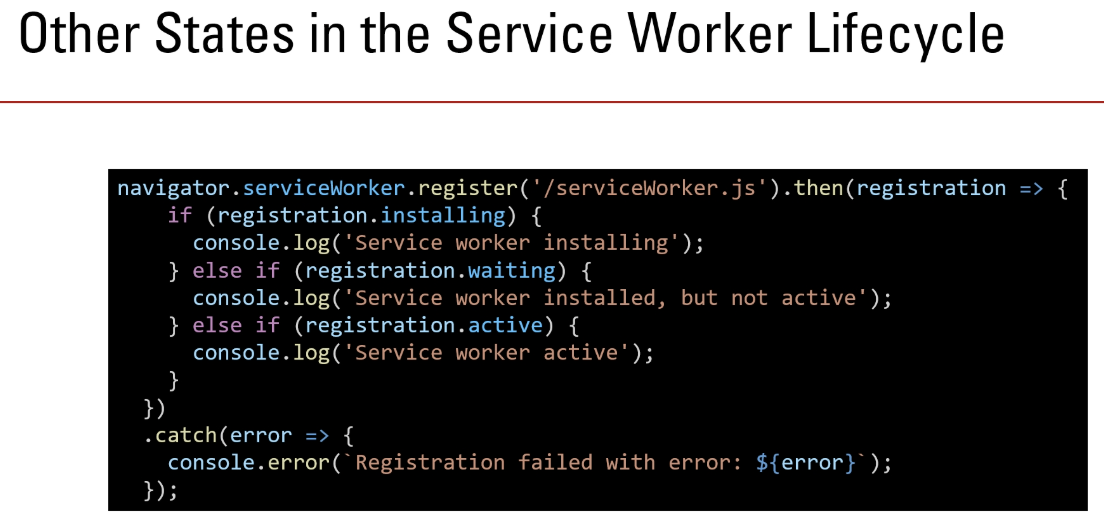 Other States in the Service Worker Lifecycle
navigator.serviceWorker.register('/serviceWorker.js').then(registration => {
    if (registration.installing) {
      console.log('Service worker installing');
    } else if (registration.waiting) {
      console.log('Service worker installed, but not active');
    } else if (registration.active) {
      console.log('Service worker active');
    }
  })
  .catch(error => {
    console.error(`Registration failed with error: ${error}`);
  });